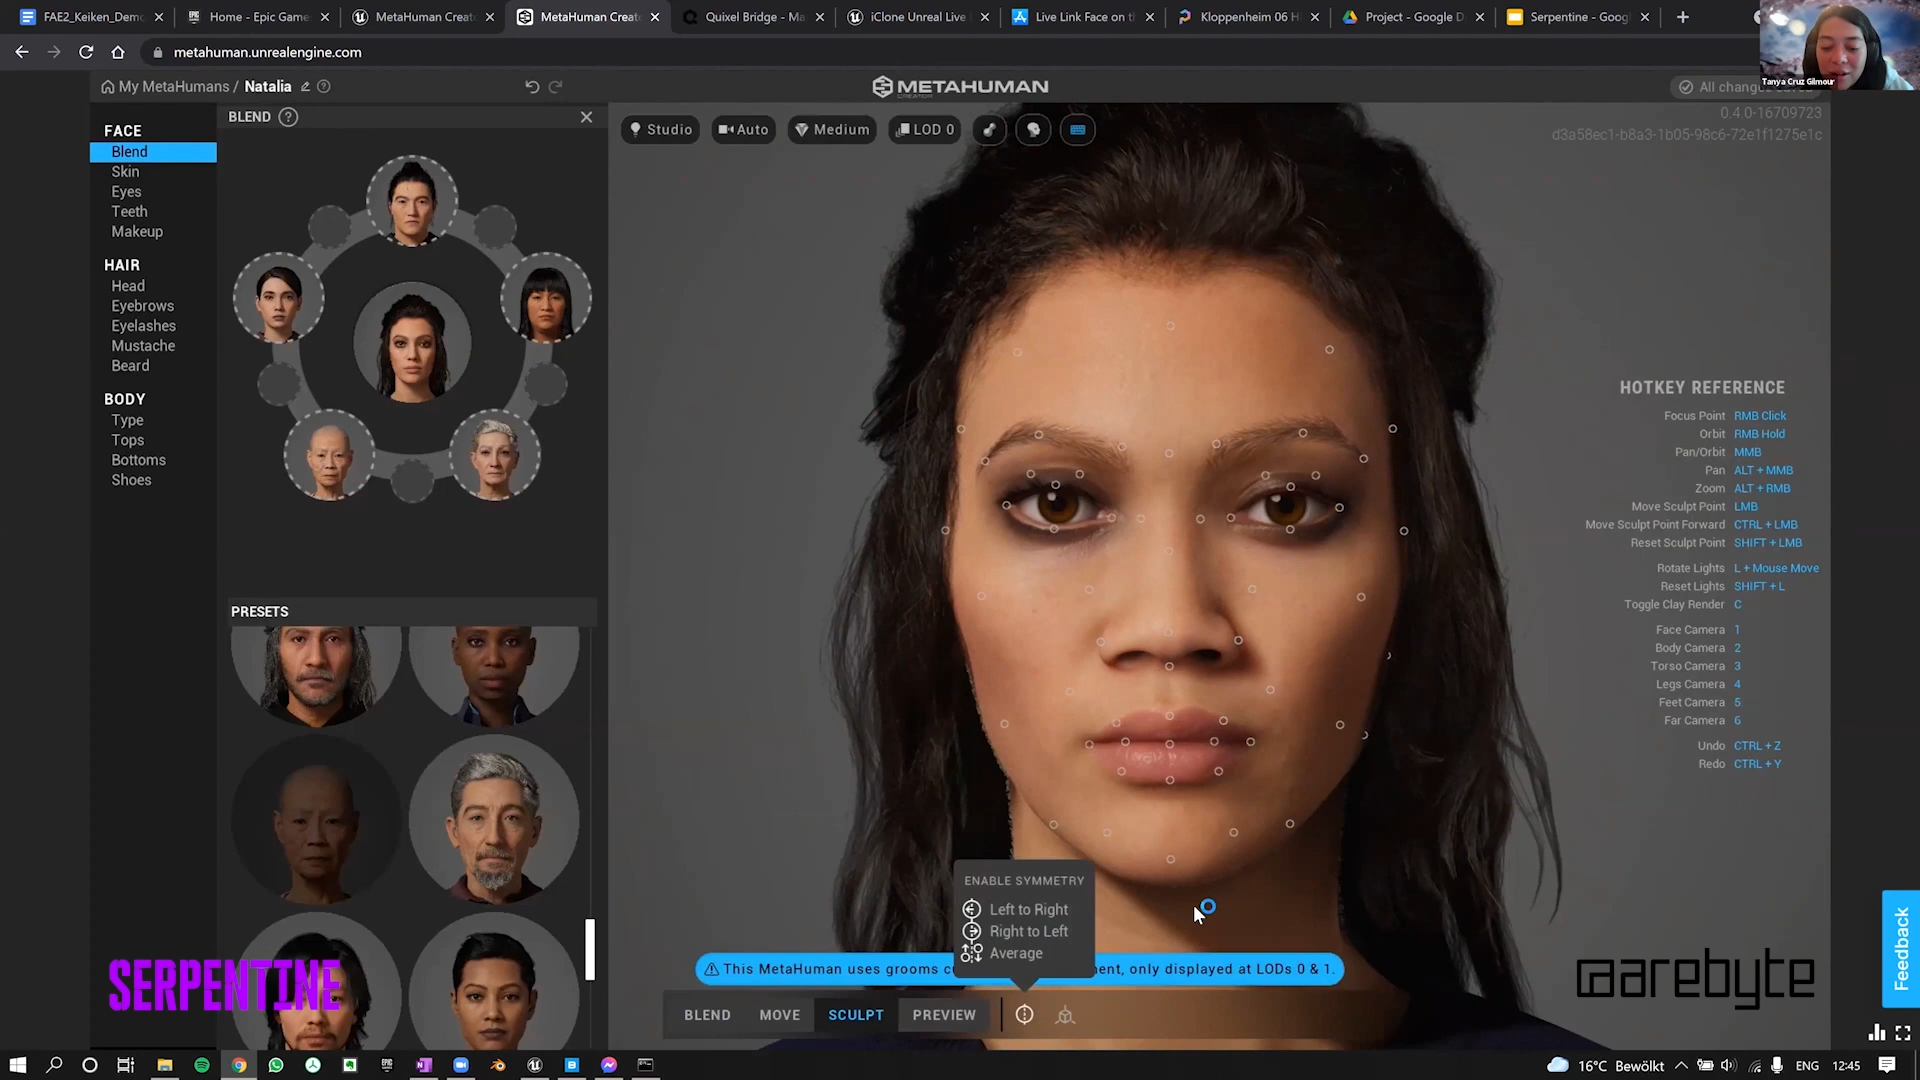 FAE2_Keiken_Demo
Home - Epic Game
MetaHuman Creat
MetaHuman Creat
Quixel Bridge - Ma
iClone Unreal Live
Live Link Face on t
Kloppenheim 06 H
Project - Google D
Serpentine - Goog
metahuman.unrealengine.com
Tanya Cruz Gilmour
My MetaHumans / Natalia
METAHUMAN
CREATOR
All chang
0.4.0-16709723
d3a58ec1-b8a3-1b05-98c6-72e1f1275e1c
FACE
Blend
Skin
Eyes
Teeth
Makeup
HAIR
Head
Eyebrows
Eyelashes
Mustache
Beard
BODY
Type
Tops
Bottoms
Shoes
BLEND
PRESETS
Studio
Auto
Medium
LOD 0
HOTKEY REFERENCE
Focus Point RMB Click
Orbit RMB Hold
Pan/Orbit MMB
Pan ALT + MMB
Zoom ALT + RMB
Move Sculpt Point LMB
Move Sculpt Point Forward CTRL + LMB
Reset Sculpt Point SHIFT + LMB
Rotate Lights L + Mouse Move
Reset Lights SHIFT + L
Toggle Clay Render C
Face Camera 1
Body Camera 2
Torso Camera 3
Legs Camera 4
Feet Camera 5
Far Camera 6
Undo CTRL + Z
Redo CTRL + Y
ENABLE SYMMETRY
Left to Right
Right to Left
Average
This MetaHuman uses grooms c ment, only displayed at LODs 0 & 1.
BLEND
MOVE
SCULPT
PREVIEW
Feedback
SERPENTINE
arebyte
16°C Bewölkt
ENG
12:45